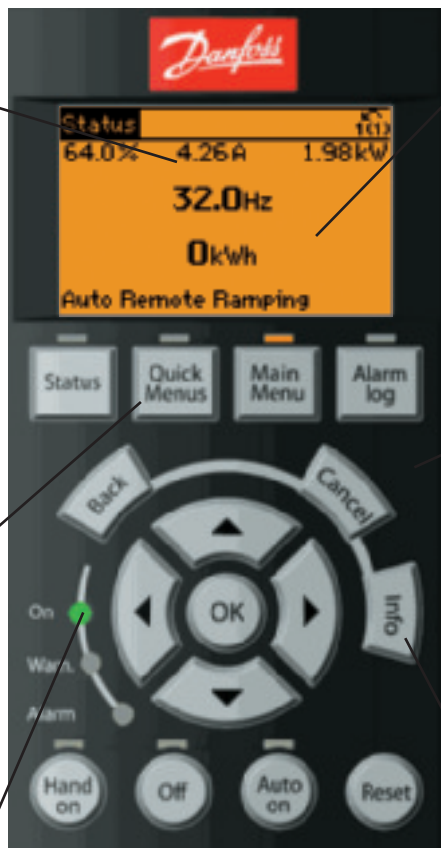 Danfoss
Status 1(1)
64.0% 4.26A 1.98kW
32.0Hz
0kWh
Auto Remote Ramping
Status Quick Menus Main Menu Alarm log
Back Cancel
OK Info
On
Warn.
Alarm
Hand on Off Auto on Reset